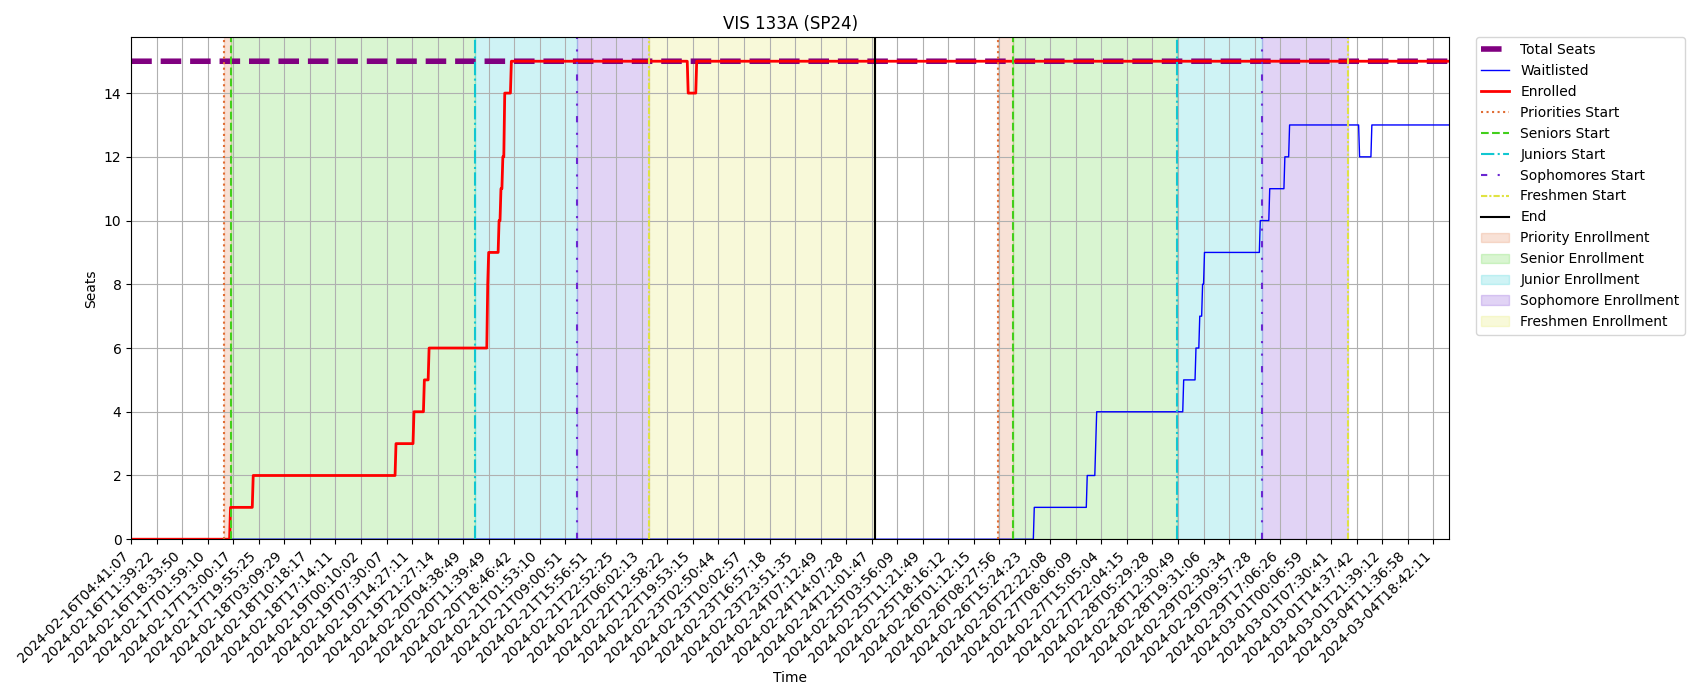 VIS 133A (SP24)
Seats
14
12
10
8
6
4
2
0
2024-02-16T04:41:07
2024-02-16T11:39:22
2024-02-16T18:33:50
2024-02-17T01:59:10
2024-02-17T13:00:17
2024-02-17T19:55:25
2024-02-18T03:09:29
2024-02-18T10:18:17
2024-02-18T17:14:11
2024-02-19T00:10:02
2024-02-19T07:30:07
2024-02-19T14:27:11
2024-02-19T21:27:14
2024-02-20T04:38:49
2024-02-20T11:39:49
2024-02-20T18:46:42
2024-02-21T01:53:10
2024-02-21T09:00:51
2024-02-21T15:56:51
2024-02-21T22:52:25
2024-02-22T06:02:13
2024-02-22T12:58:22
2024-02-22T19:53:15
2024-02-23T02:50:44
2024-02-23T10:02:57
2024-02-23T16:57:18
2024-02-23T23:51:35
2024-02-24T07:12:49
2024-02-24T14:07:28
2024-02-24T21:01:47
2024-02-25T03:56:09
2024-02-25T11:21:49
2024-02-25T18:16:12
2024-02-26T01:12:15
2024-02-26T08:27:56
2024-02-26T15:24:23
2024-02-26T22:22:08
2024-02-27T08:06:09
2024-02-27T15:05:04
2024-02-27T22:04:15
2024-02-28T05:29:28
2024-02-28T12:30:49
2024-02-28T19:31:06
2024-02-29T02:30:34
2024-02-29T09:57:28
2024-02-29T17:06:26
2024-03-01T00:06:59
2024-03-01T07:30:41
2024-03-01T14:37:42
2024-03-01T21:39:12
2024-03-04T11:36:58
2024-03-04T18:42:11
Time
Total Seats
Waitlisted
Enrolled
Priorities Start
Seniors Start
Juniors Start
Sophomores Start
Freshmen Start
End
Priority Enrollment
Senior Enrollment
Junior Enrollment
Sophomore Enrollment
Freshmen Enrollment